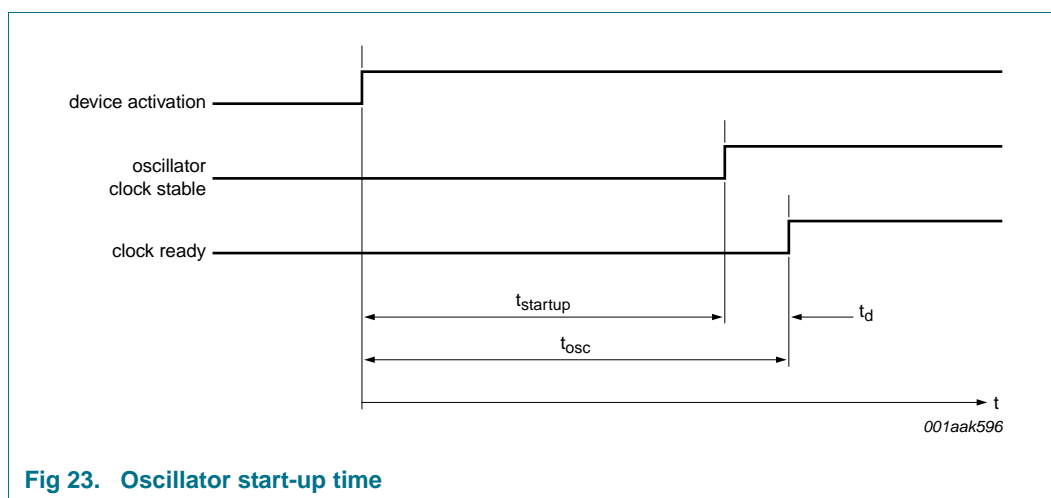 device activation
oscillator
clock stable
clock ready
tstartup
td
tosc
t
001aak596
Fig 23. Oscillator start-up time